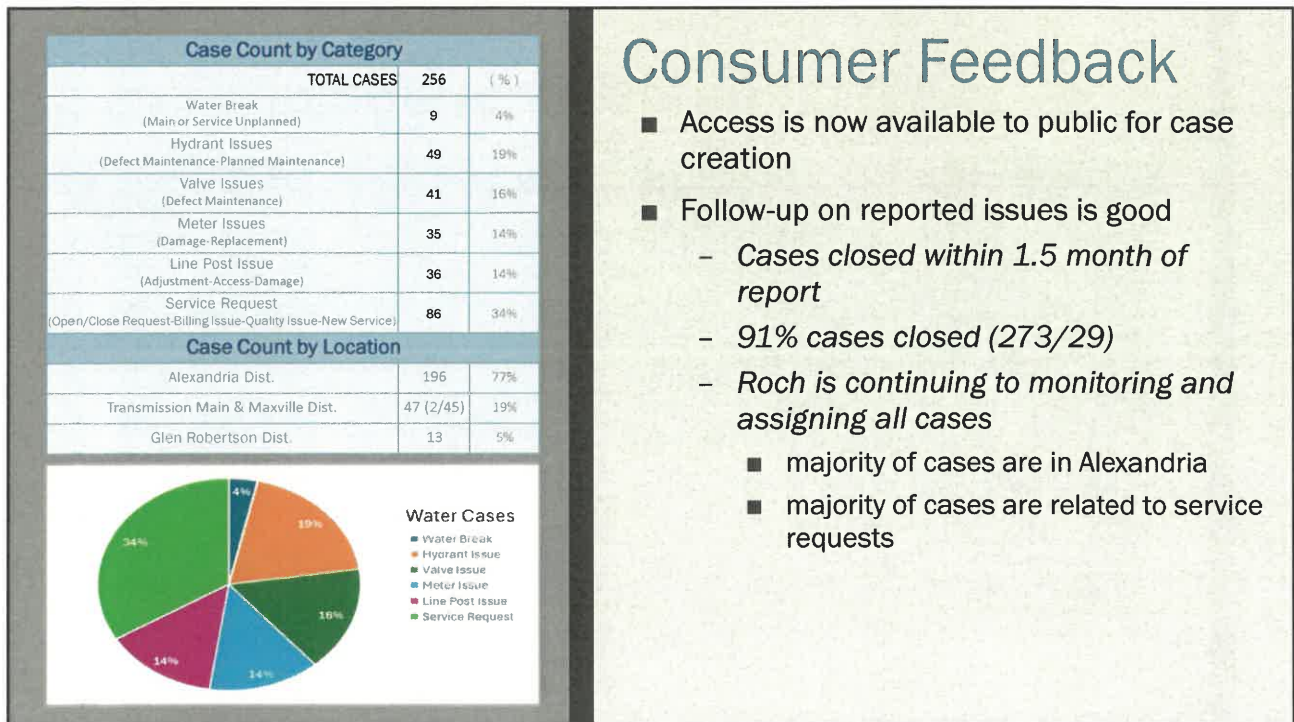 Case Count by Category
TOTAL CASES 256 (%)
Water Break
(Main or Service Unplanned) 9 4%
Hydrant Issues
(Defect Maintenance-Planned Maintenance) 49 19%
Valve Issues
(Defect Maintenance) 41 16%
Meter Issues
(Damage-Replacement) 35 14%
Line Post Issue
(Adjustment-Access-Damage) 36 14%
Service Request
(Open/Close Request-Billing Issue-Quality Issue-New Service) 86 34%
Case Count by Location
Alexandria Dist. 196 77%
Transmission Main & Maxville Dist. 47 (2/45) 19%
Glen Robertson Dist. 13 5%
4%
19%
16%
14%
14%
34%
Water Cases
Water Break
Hydrant Issue
Valve Issue
Meter Issue
Line Post Issue
Service Request
Consumer Feedback
■ Access is now available to public for case
creation
■ Follow-up on reported issues is good
– Cases closed within 1.5 month of
report
– 91% cases closed (273/29)
– Roch is continuing to monitoring and
assigning all cases
■ majority of cases are in Alexandria
■ majority of cases are related to service
requests